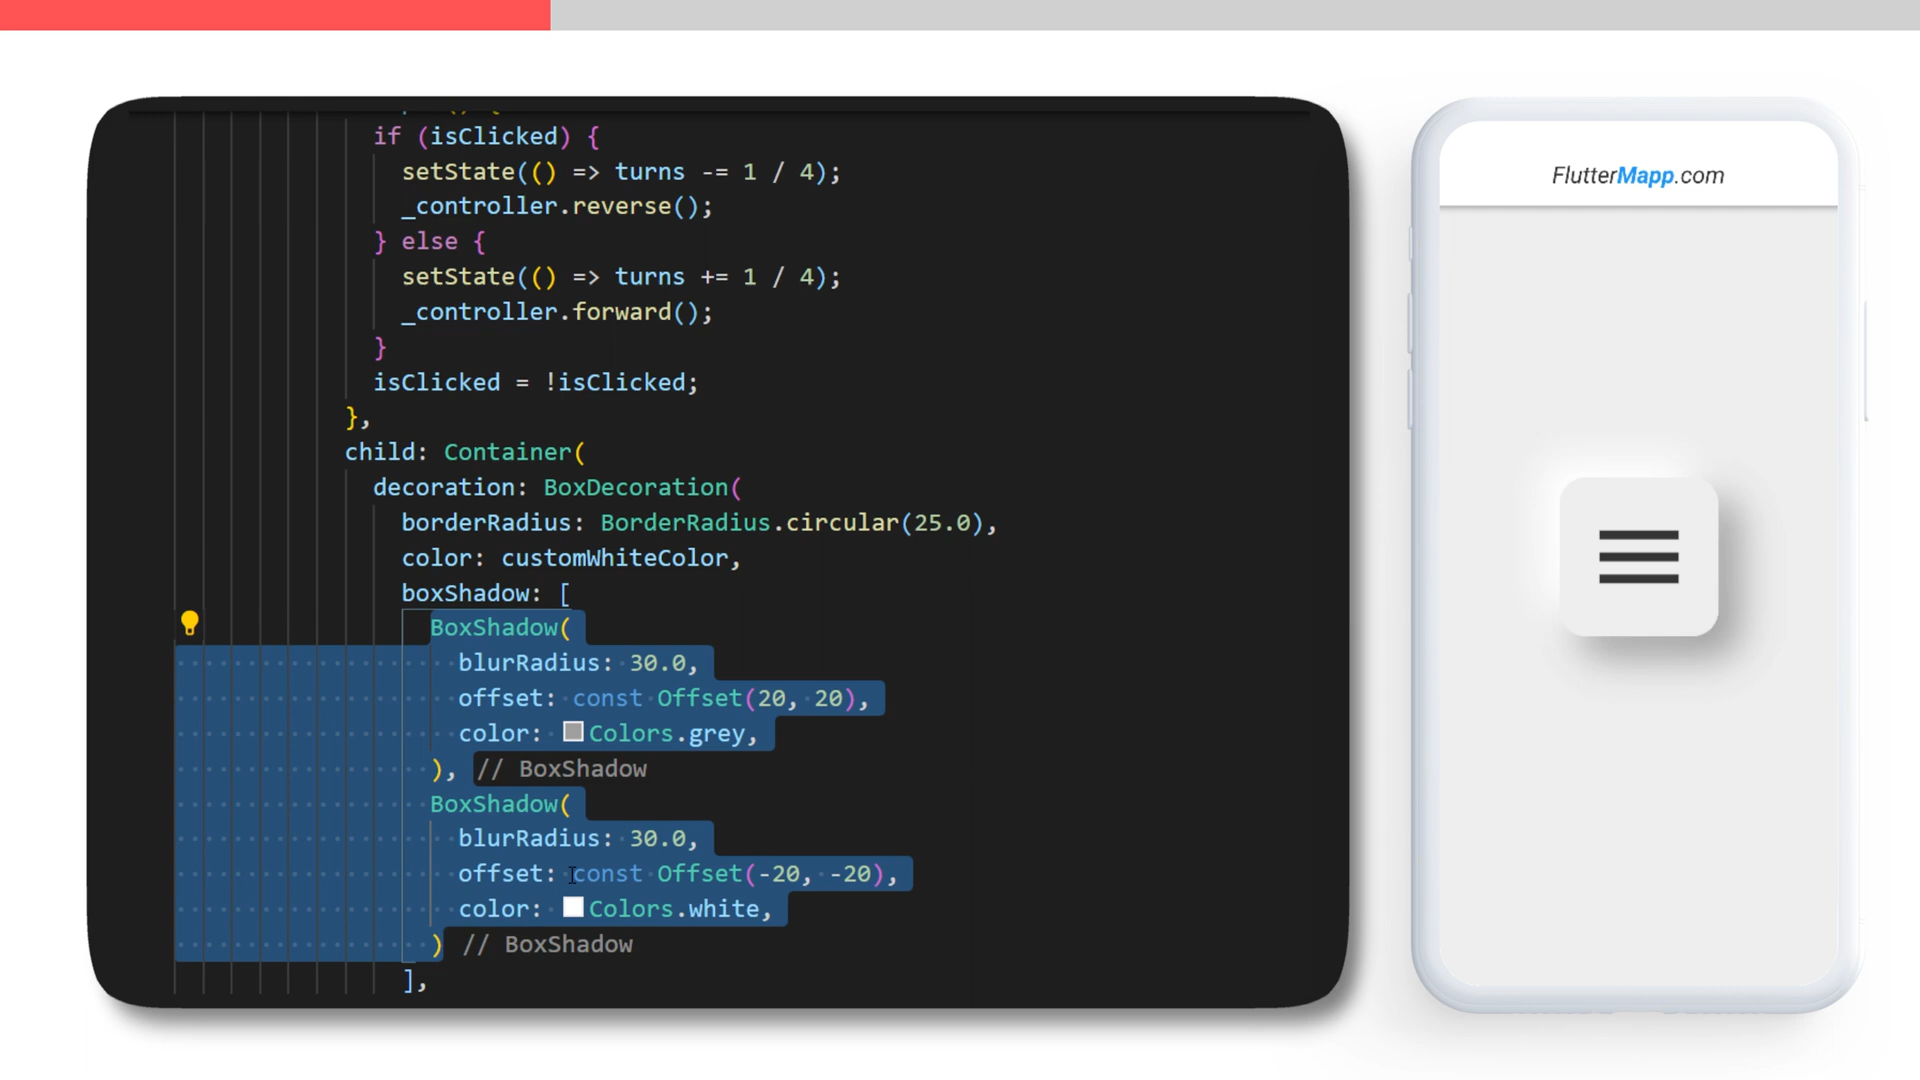 if (isClicked) {
setState(() => turns -= 1 / 4);
_controller.reverse();
} else {
setState(() => turns += 1 / 4);
_controller.forward();
}
isClicked = !isClicked;
},
child: Container(
decoration: BoxDecoration(
borderRadius: BorderRadius.circular(25.0),
color: customWhiteColor,
boxShadow: [
BoxShadow(
blurRadius: 30.0,
offset: const Offset(20, 20),
color: Colors.grey,
), // BoxShadow
BoxShadow(
blurRadius: 30.0,
offset: const Offset(-20, -20),
color: Colors.white,
) // BoxShadow
],
FlutterMapp.com